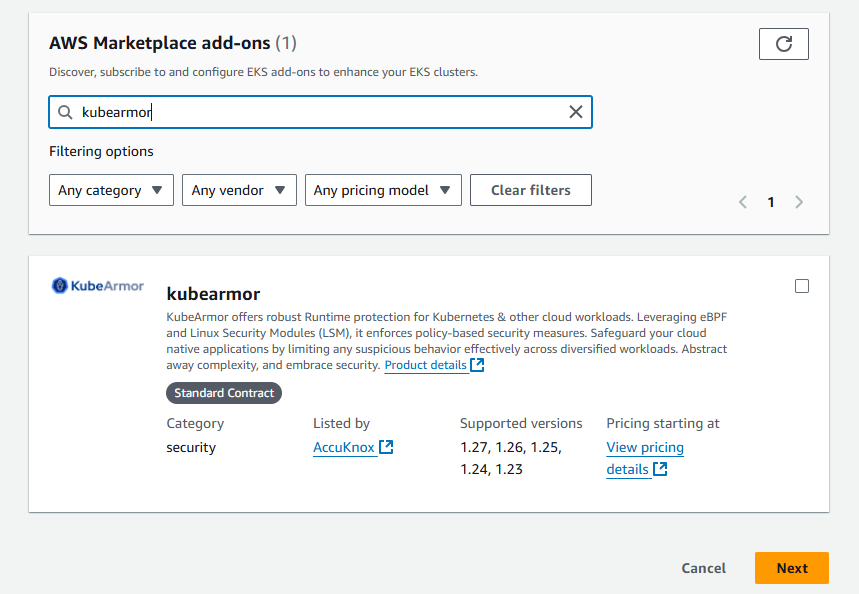 AWS Marketplace add-ons (1)
Discover, subscribe to and configure EKS add-ons to enhance your EKS clusters.
kubearmor
Filtering options
Any category
Any vendor
Any pricing model
Clear filters
1
KubeArmor
kubearmor
KubeArmor offers robust Runtime protection for Kubernetes & other cloud workloads. Leveraging eBPF
and Linux Security Modules (LSM), it enforces policy-based security measures. Safeguard your cloud
native applications by limiting any suspicious behavior effectively across diversified workloads. Abstract
away complexity, and embrace security. Product details
Standard Contract
Category
security
Listed by
AccuKnox
Supported versions
1.27, 1.26, 1.25,
1.24, 1.23
Pricing starting at
View pricing
details
Cancel
Next